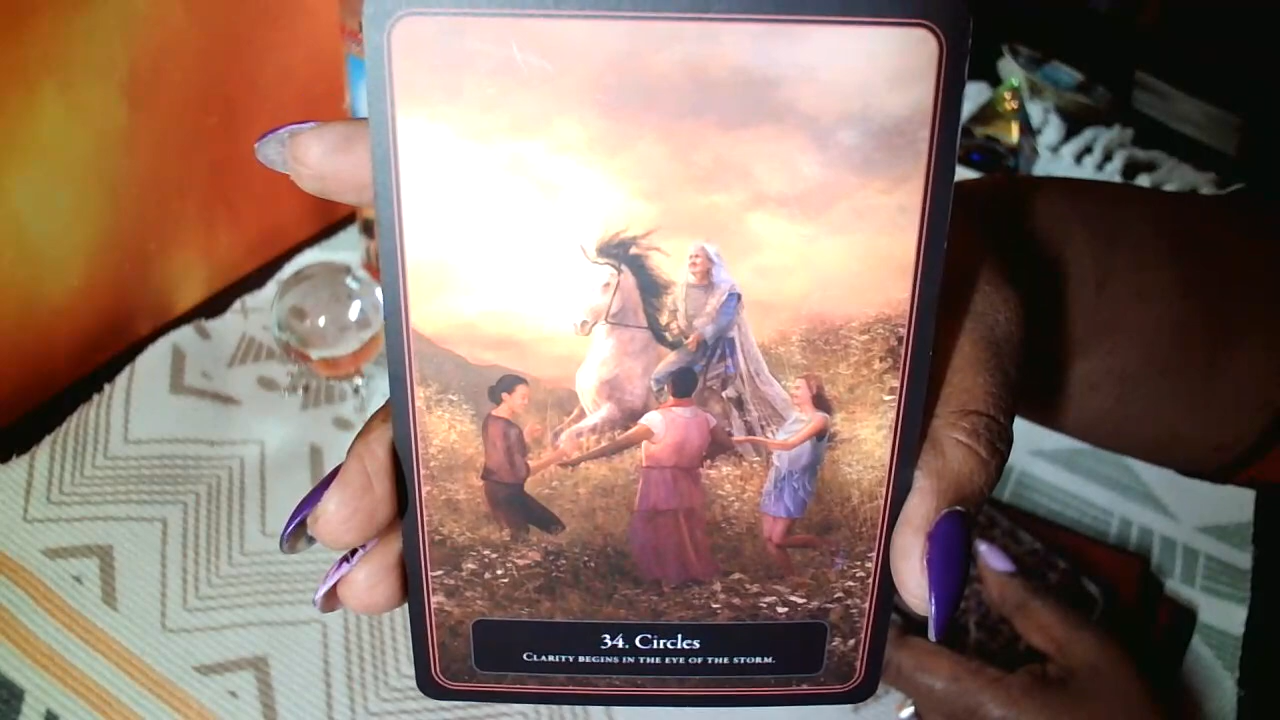 34. Circles
Clarity begins in the eye of the storm.